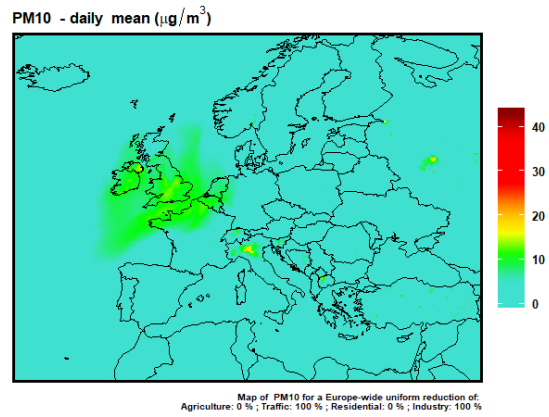 PM10 - daily mean (μg/m³)
40
30
20
10
0
Map of PM10 for a Europe-wide uniform reduction of:
Agriculture: 0 % ; Traffic: 100 % ; Residential: 0 % ; Industry: 100 %